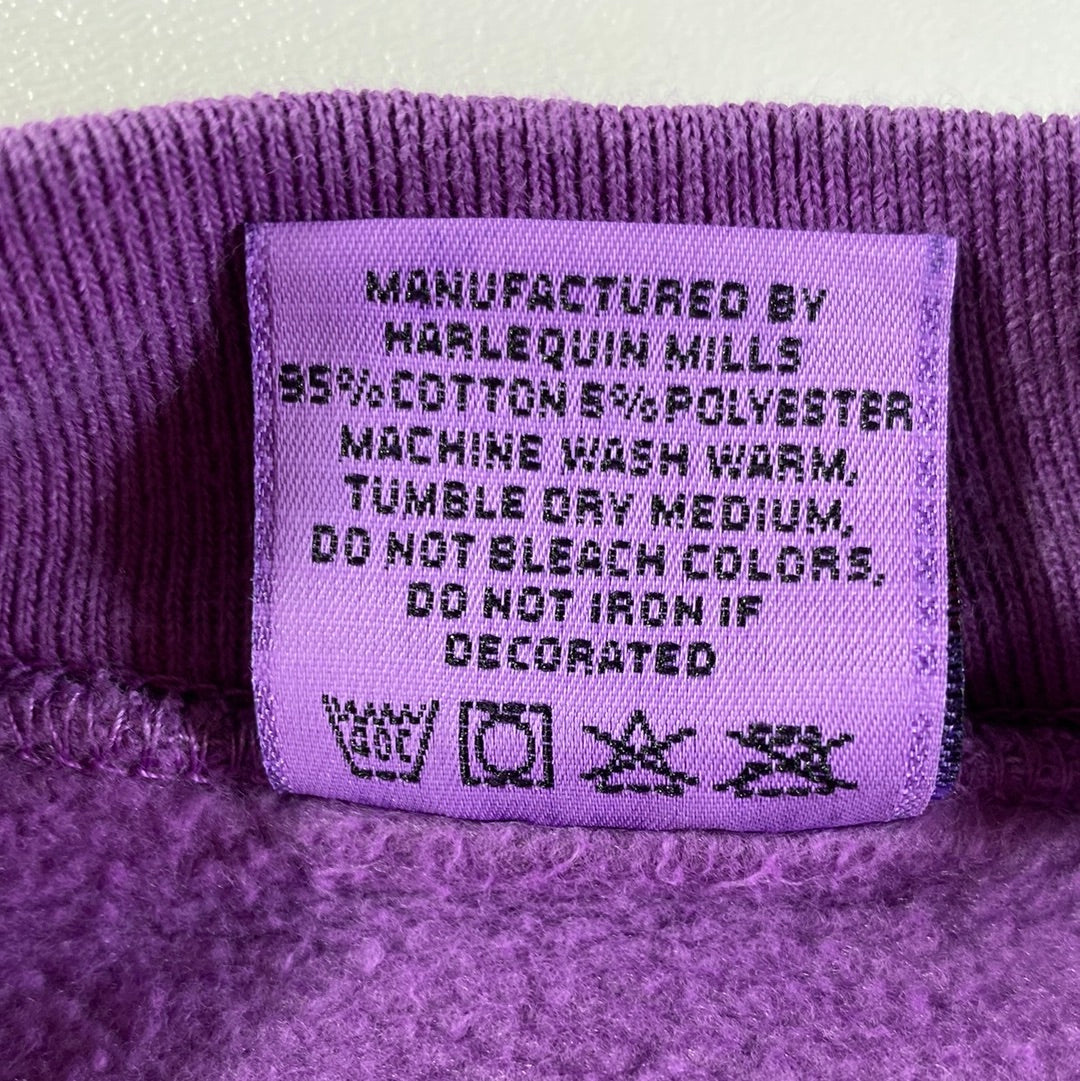 MANUFACTURED BY
HARLEQUIN MILLS
95% COTTON 5% POLYESTER
MACHINE WASH WARM,
TUMBLE DRY MEDIUM,
DO NOT BLEACH COLORS,
DO NOT IRON IF
DECORATED
40C